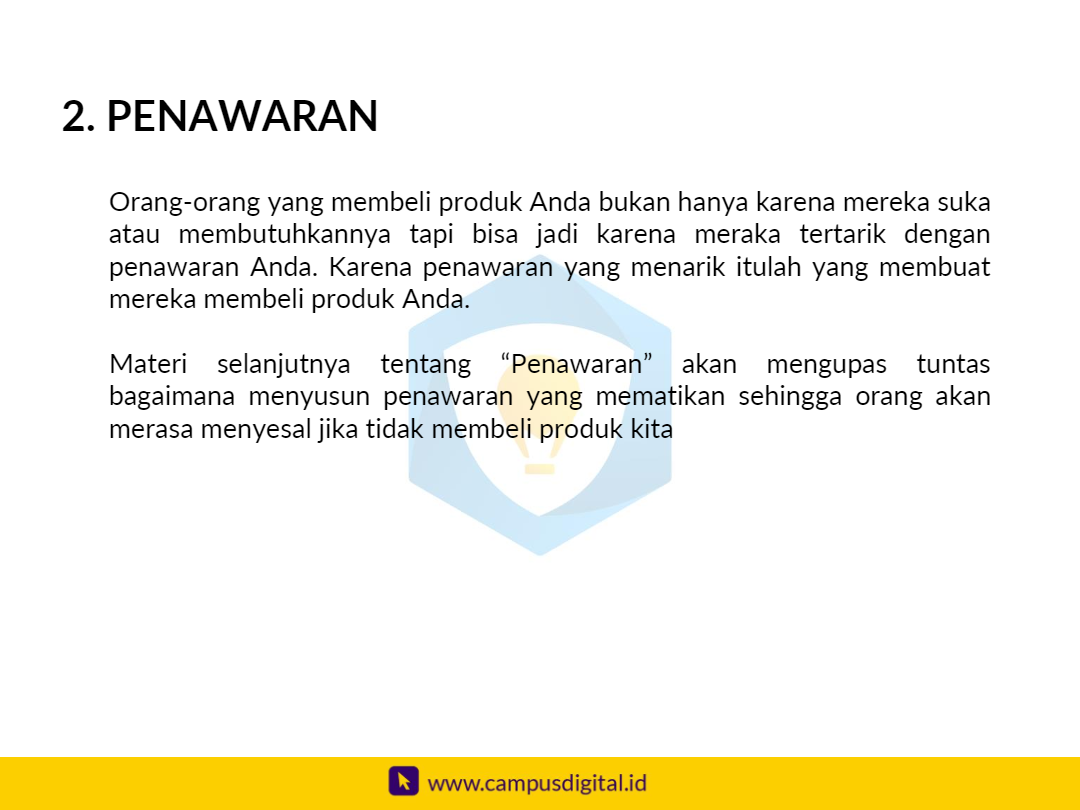 2. PENAWARAN
Orang-orang yang membeli produk Anda bukan hanya karena mereka suka
atau membutuhkannya tapi bisa jadi karena meraka tertarik dengan
penawaran Anda. Karena penawaran yang menarik itulah yang membuat
mereka membeli produk Anda.
Materi selanjutnya tentang “Penawaran” akan mengupas tuntas
bagaimana menyusun penawaran yang mematikan sehingga orang akan
merasa menyesal jika tidak membeli produk kita
www.campusdigital.id